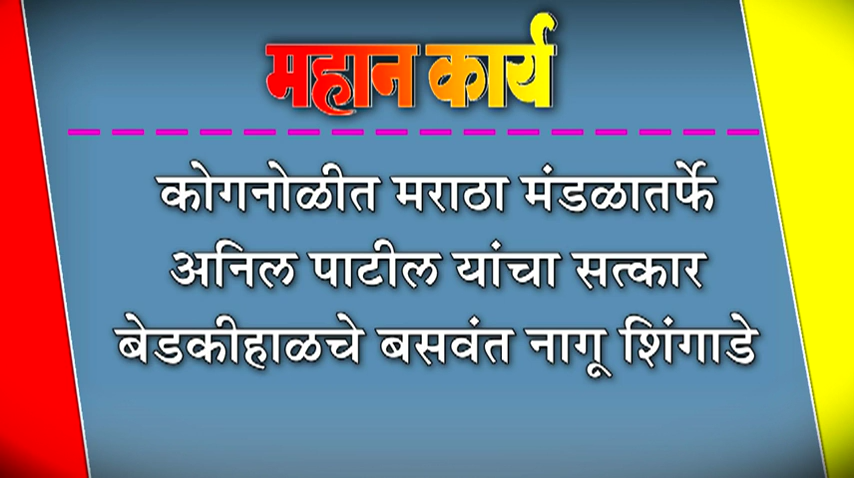 महान कार्य
कोगनोळीत मराठा मंडळातर्फे
अनिल पाटील यांचा सत्कार
बेडकीहाळचे बसवंत नागू शिंगाडे